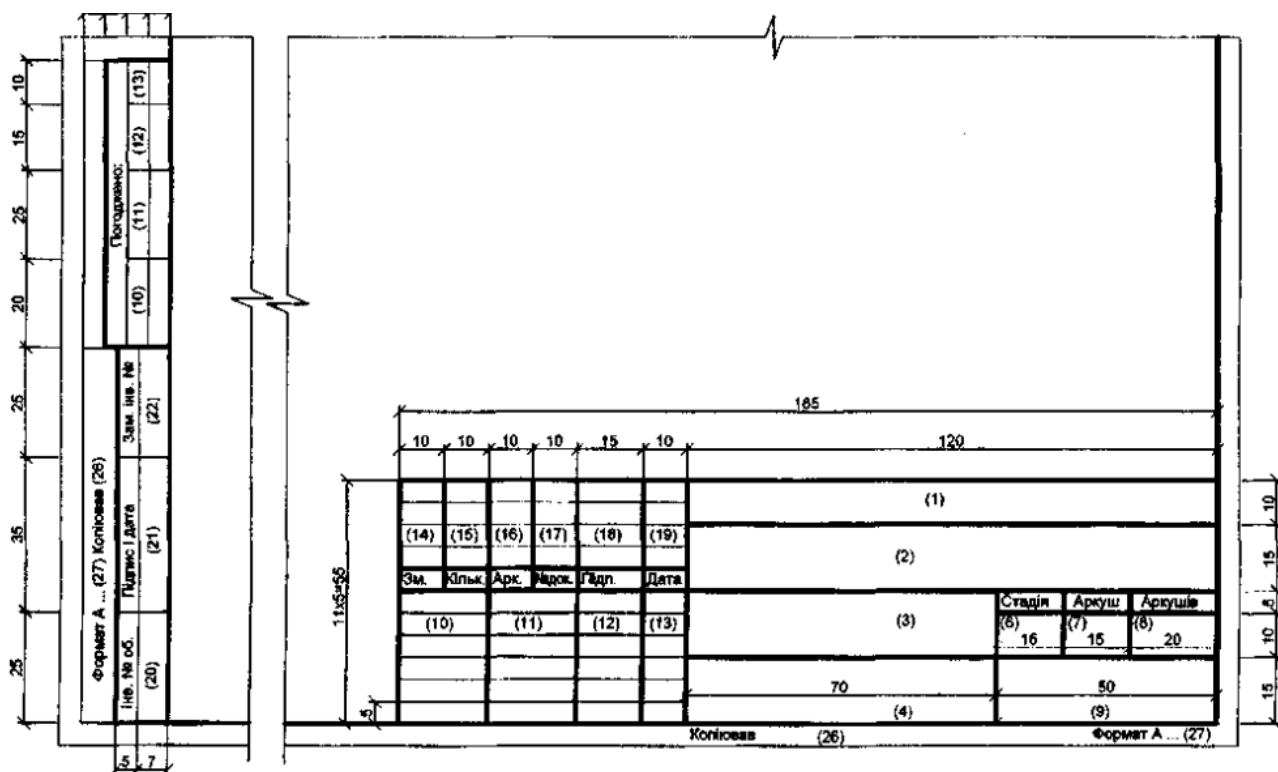 10
15
25
20
25
35
25
Погоджено:
(13)
(12)
(11)
(10)
Формат А ... (27) Копіював (26)
Зам. інв. №
(22)
Підпис і дата
(21)
Інв. № об.
(20)
5 7
185
10 10 10 10 15 10 120
(1)
(14) (15) (16) (17) (18) (19)
(2)
Зм. Кільк. Арк. №док. Підп. Дата
(3) Стадія Аркуш Аркушів
(10) (11) (12) (13)
(6) (7) (8)
16 15 20
70 50
(4) (9)
11x5=55
5
10
15
5
10
15
Копіював (26) Формат А ... (27)